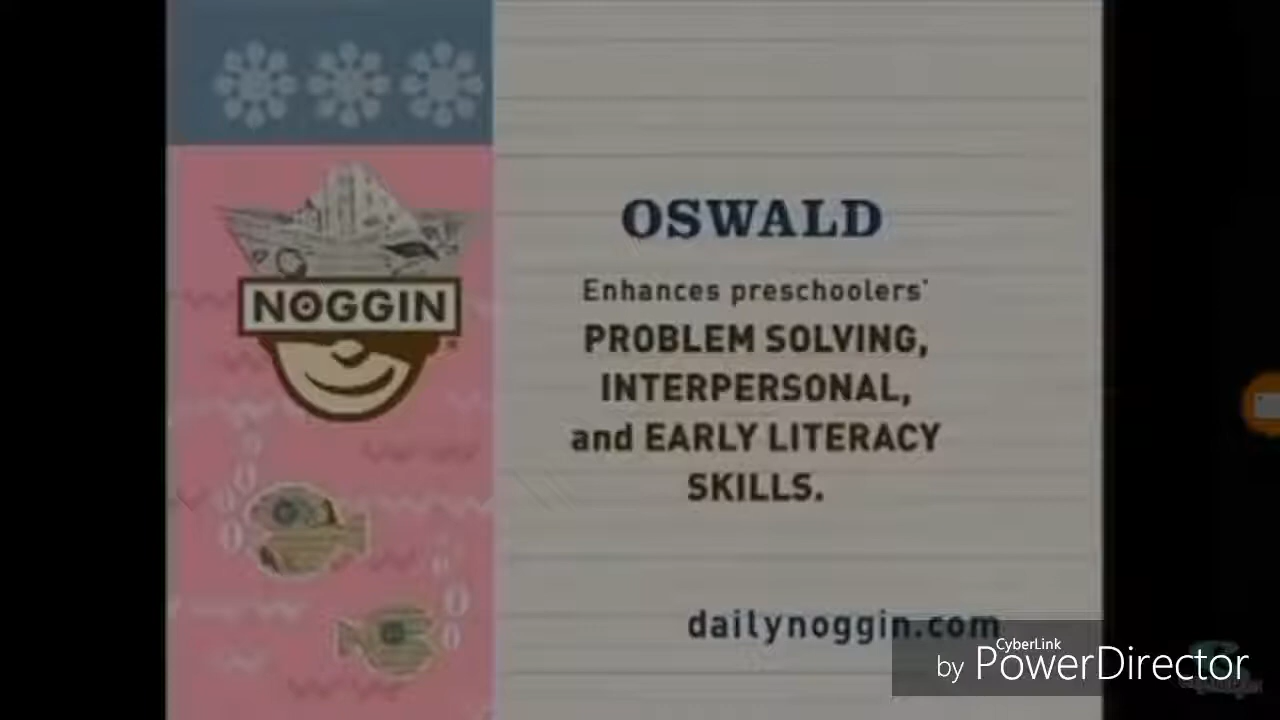 NOGGIN
OSWALD
Enhances preschoolers'
PROBLEM SOLVING,
INTERPERSONAL,
and EARLY LITERACY
SKILLS.
dailynoggin.com
CyberLink
by PowerDirector